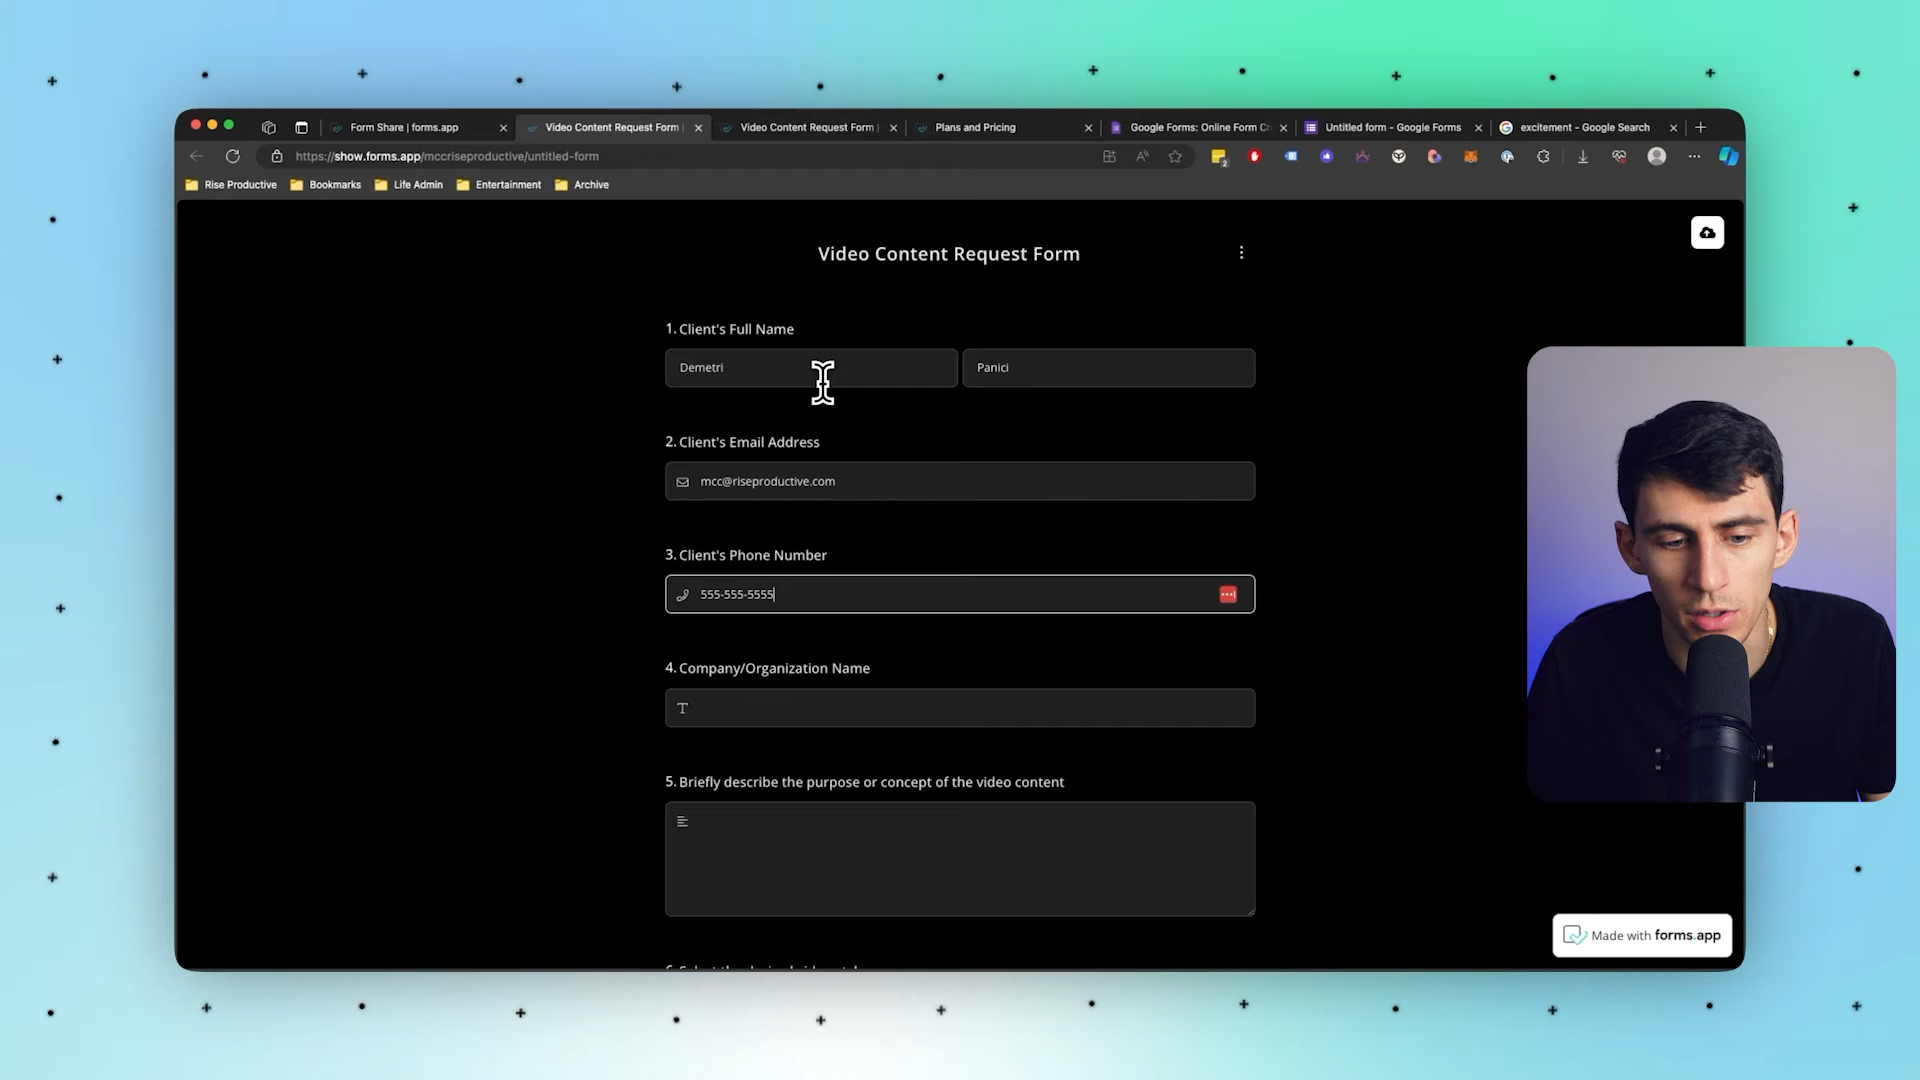 Form Share | forms.app
Video Content Request Form |
Video Content Request Form |
Plans and Pricing
Google Forms: Online Form Cr
Untitled form - Google Forms
excitement - Google Search
https://show.forms.app/mccriseproductive/untitled-form
2
Rise Productive
Bookmarks
Life Admin
Entertainment
Archive
Video Content Request Form
1. Client's Full Name
Demetri
Panici
2. Client's Email Address
mcc@riseproductive.com
3. Client's Phone Number
555-555-5555
4. Company/Organization Name
5. Briefly describe the purpose or concept of the video content
Made with forms.app